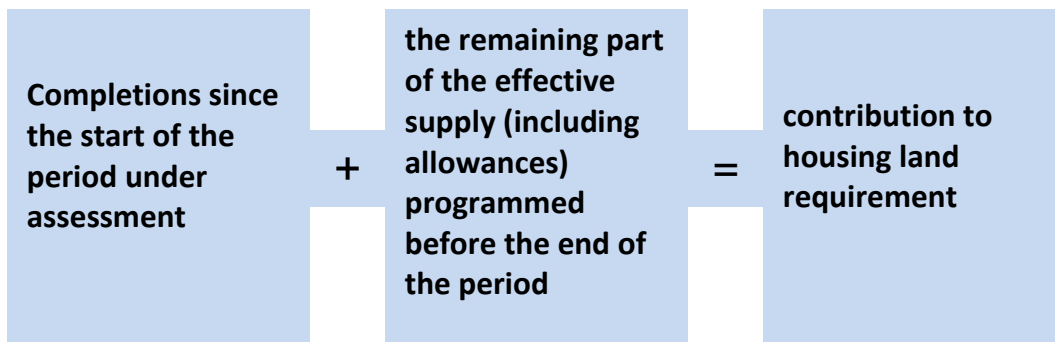 Completions since
the start of the
period under
assessment
+
the remaining part
of the effective
supply (including
allowances)
programmed
before the end of
the period
=
contribution to
housing land
requirement